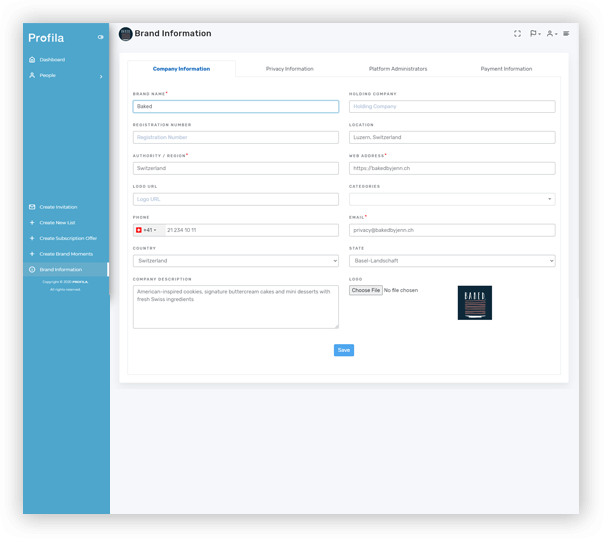 Profila
Brand Information
Dashboard
People
Company Information
Privacy Information
Platform Administrators
Payment Information
BRAND NAME*
HOLDING COMPANY
Baked
Holding Company
REGISTRATION NUMBER
LOCATION
Registration Number
Luzern, Switzerland
AUTHORITY / REGION*
WEB ADDRESS*
Switzerland
https://bakedbyjenn.ch
LOGO URL
CATEGORIES
Logo URL
PHONE
EMAIL*
+41
21 234 10 11
privacy@bakedbyjenn.ch
COUNTRY
STATE
Switzerland
Basel-Landschaft
COMPANY DESCRIPTION
LOGO
American-inspired cookies, signature buttercream cakes and mini desserts with
fresh Swiss ingredients
Choose File No file chosen
BAKED
Save
Create Invitation
Create New List
Create Subscription Offer
Create Brand Moments
Brand Information
All rights reserved